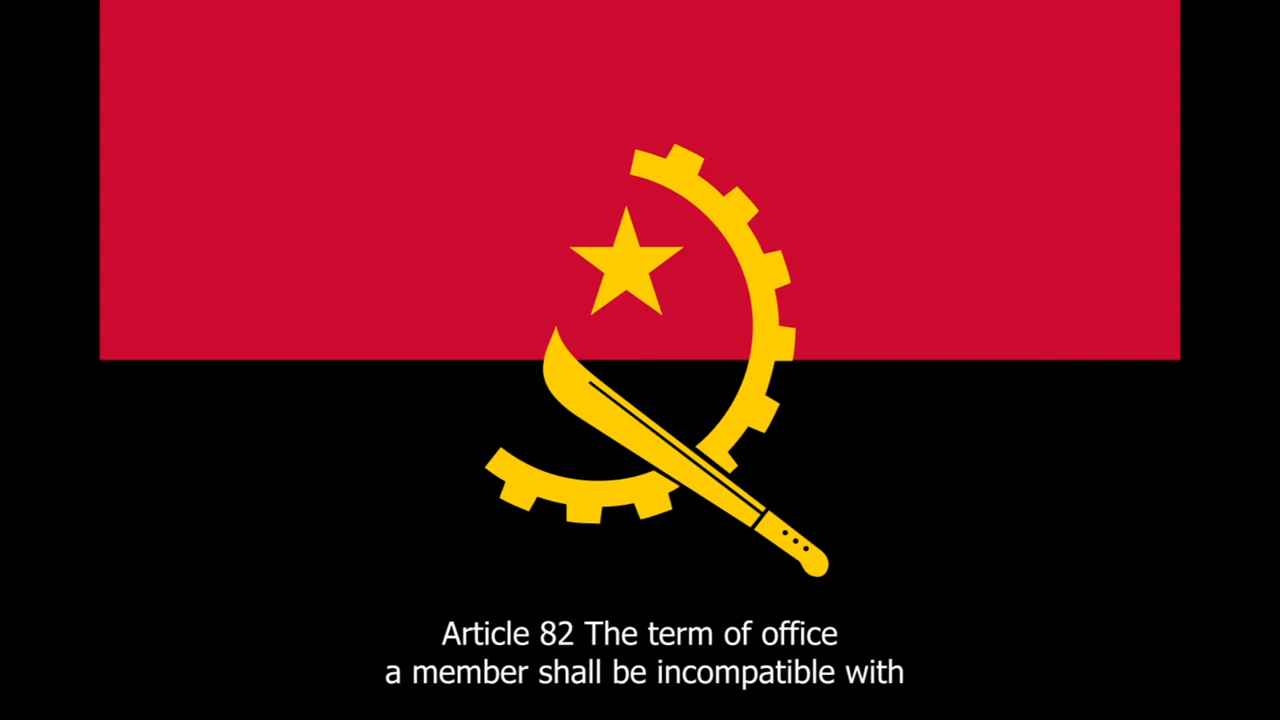 Article 82 The term of office
a member shall be incompatible with